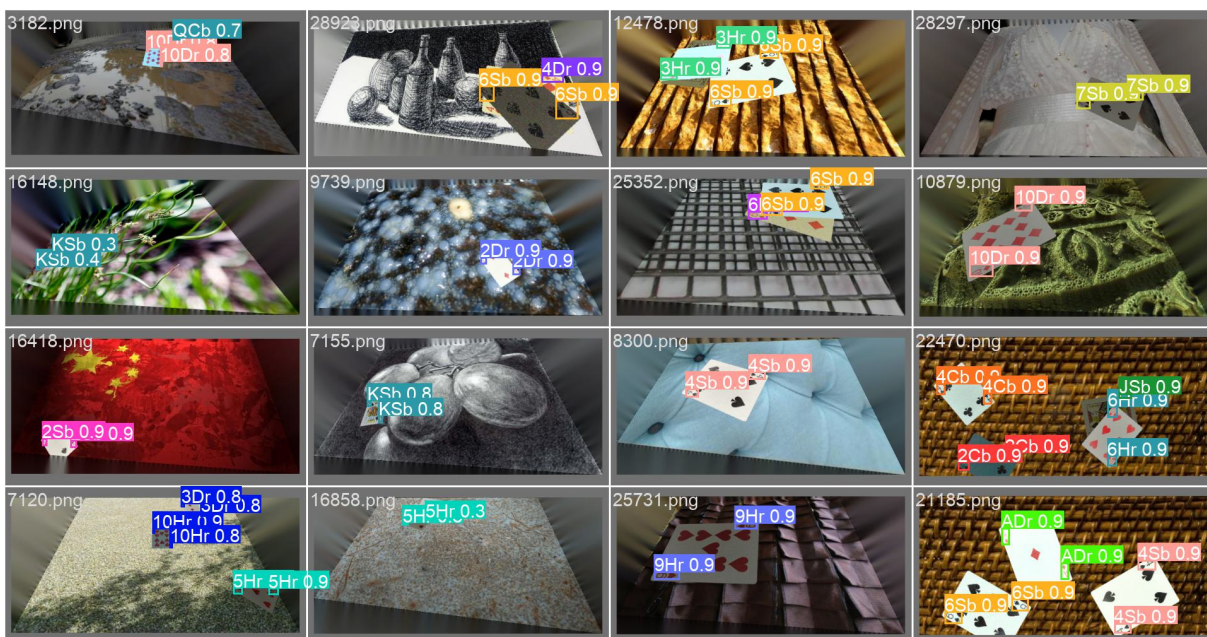 3182.png
QCb 0.7
10Dr 0.8
28923.png
4Dr 0.9
6Sb 0.9
6Sb 0.9
12478.png
3Hr 0.9
6Sb 0.9
3Hr 0.9
6Sb 0.9
28297.png
7Sb 0.9
7Sb 0.9
16148.png
KSb 0.3
KSb 0.4
9739.png
2Dr 0.9
2Dr 0.9
25352.png
6Sb 0.9
6Sb 0.9
10879.png
10Dr 0.9
10Dr 0.9
16418.png
2Sb 0.9 0.9
7155.png
KSb 0.8
KSb 0.8
8300.png
4Sb 0.9
4Sb 0.9
22470.png
4Cb 0.9
4Cb 0.9
JSb 0.9
6Hr 0.9
2Cb 0.9
2Cb 0.9
6Hr 0.9
7120.png
3Dr 0.8
3Dr 0.8
10Hr 0.9
10Hr 0.8
5Hr 5Hr 0.9
16858.png
5Hr 0.3
25731.png
9Hr 0.9
9Hr 0.9
21185.png
ADr 0.9
ADr 0.9
4Sb 0.9
6Sb 0.9
6Sb 0.9
4Sb 0.9